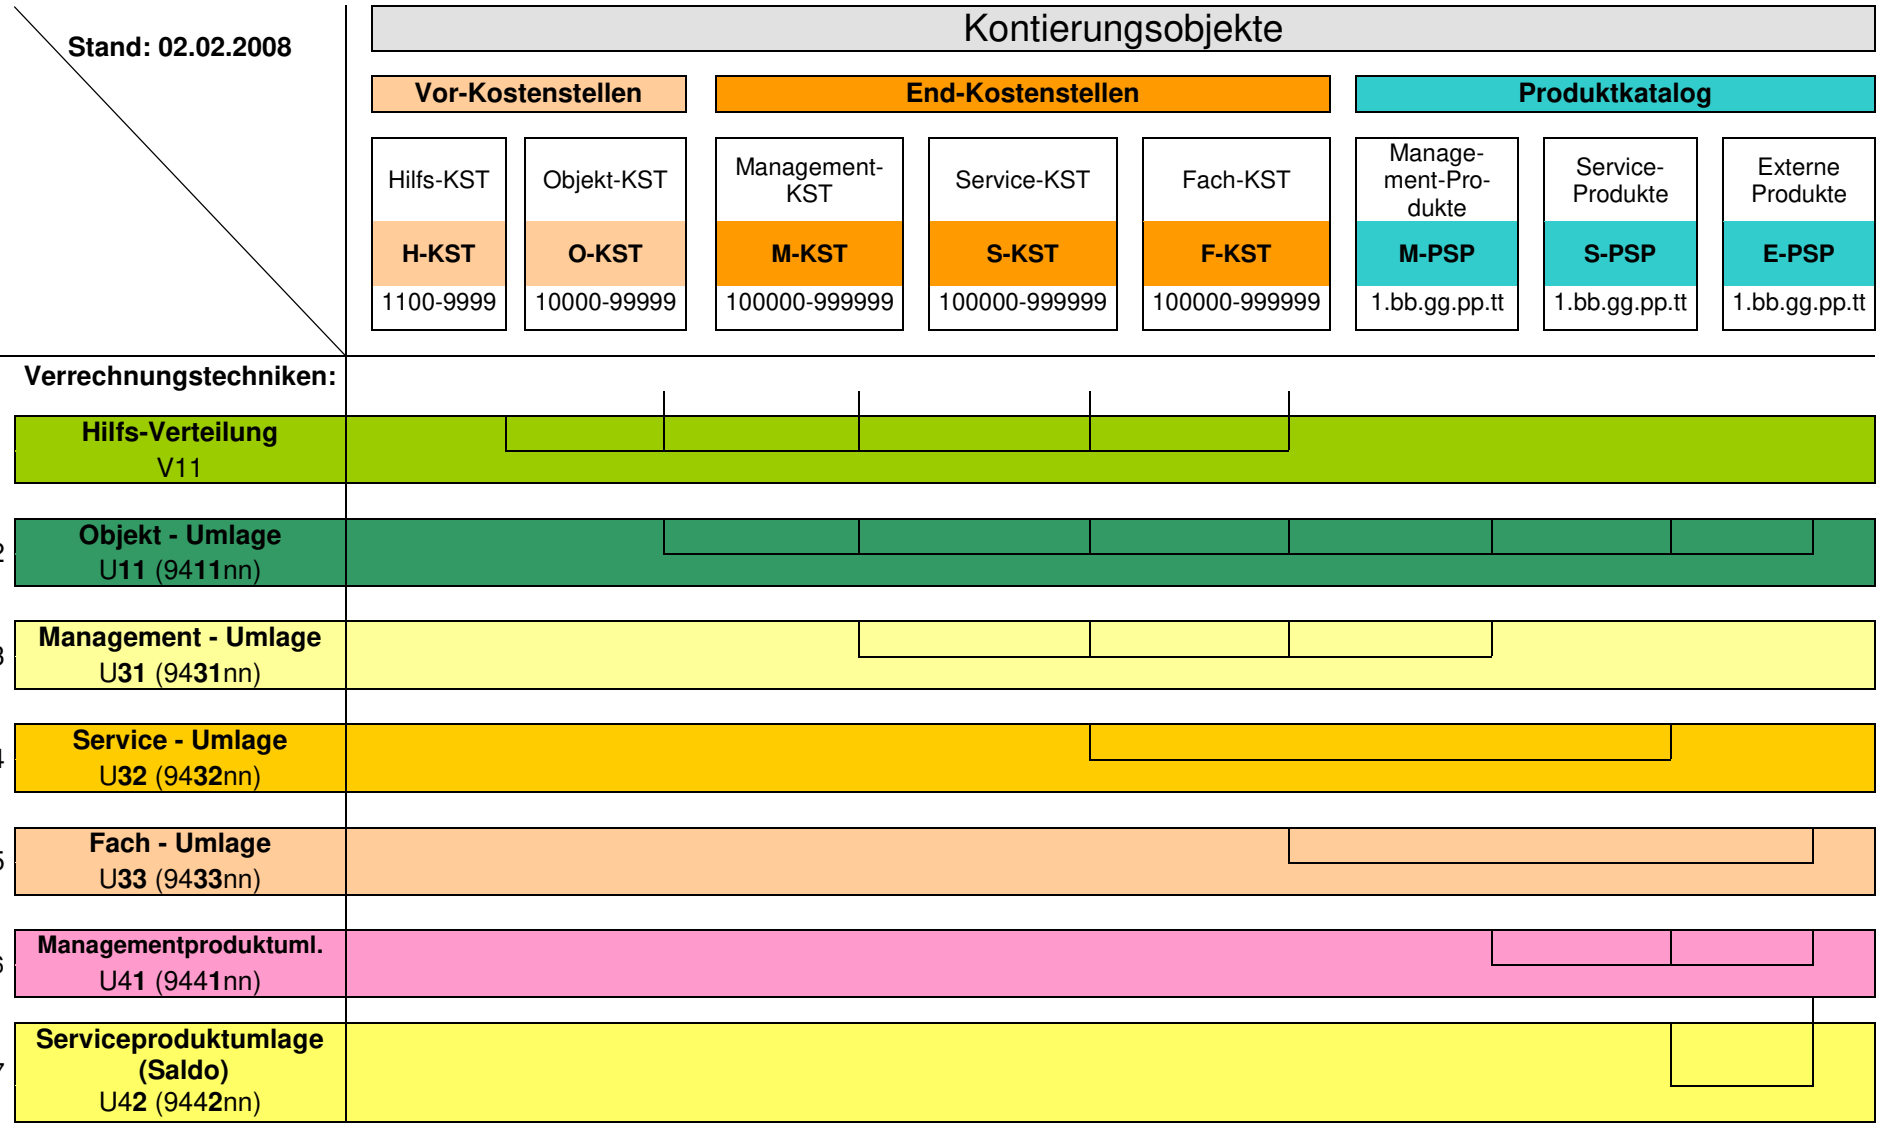 Stand: 02.02.2008
Kontierungsobjekte
Vor-Kostenstellen
End-Kostenstellen
Produktkatalog
Hilfs-KST
H-KST
1100-9999
Objekt-KST
O-KST
10000-99999
Management-
KST
M-KST
100000-999999
Service-KST
S-KST
100000-999999
Fach-KST
F-KST
100000-999999
Manage-
ment-Pro-
dukte
M-PSP
1.bb.gg.pp.tt
Service-
Produkte
S-PSP
1.bb.gg.pp.tt
Externe
Produkte
E-PSP
1.bb.gg.pp.tt
Verrechnungstechniken:
Hilfs-Verteilung
V11
Objekt - Umlage
U11 (9411nn)
Management - Umlage
U31 (9431nn)
Service - Umlage
U32 (9432nn)
Fach - Umlage
U33 (9433nn)
Managementproduktuml.
U41 (9441nn)
Serviceproduktumlage
(Saldo)
U42 (9442nn)